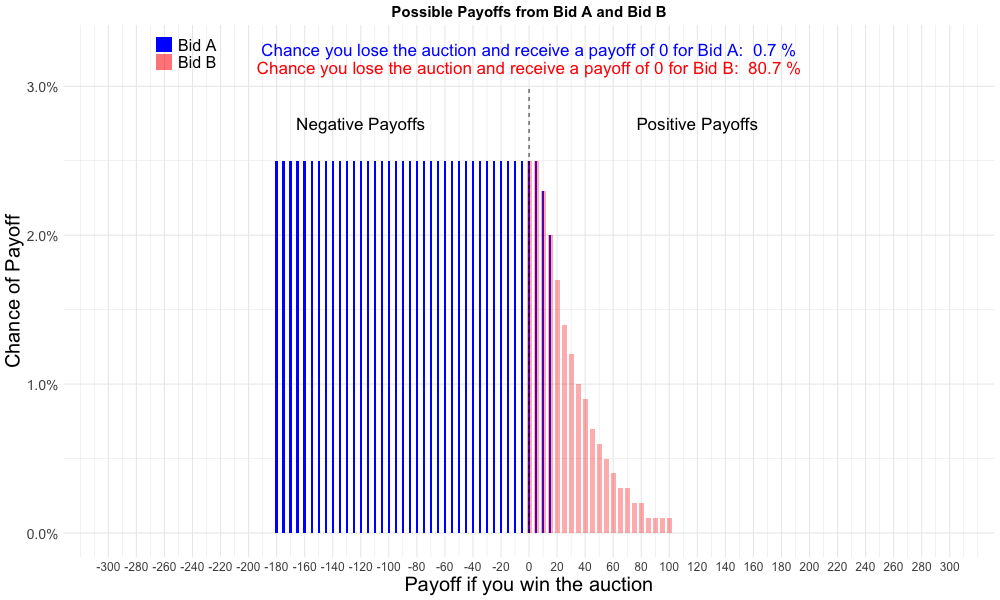 Possible Payoffs from Bid A and Bid B
Bid A
Bid B
Chance you lose the auction and receive a payoff of 0 for Bid A:  0.7 %
Chance you lose the auction and receive a payoff of 0 for Bid B:  80.7 %
Negative Payoffs
Positive Payoffs
Chance of Payoff
3.0%
2.0%
1.0%
0.0%
-300 -280 -260 -240 -220 -200 -180 -160 -140 -120 -100 -80 -60 -40 -20 0 20 40 60 80 100 120 140 160 180 200 220 240 260 280 300
Payoff if you win the auction